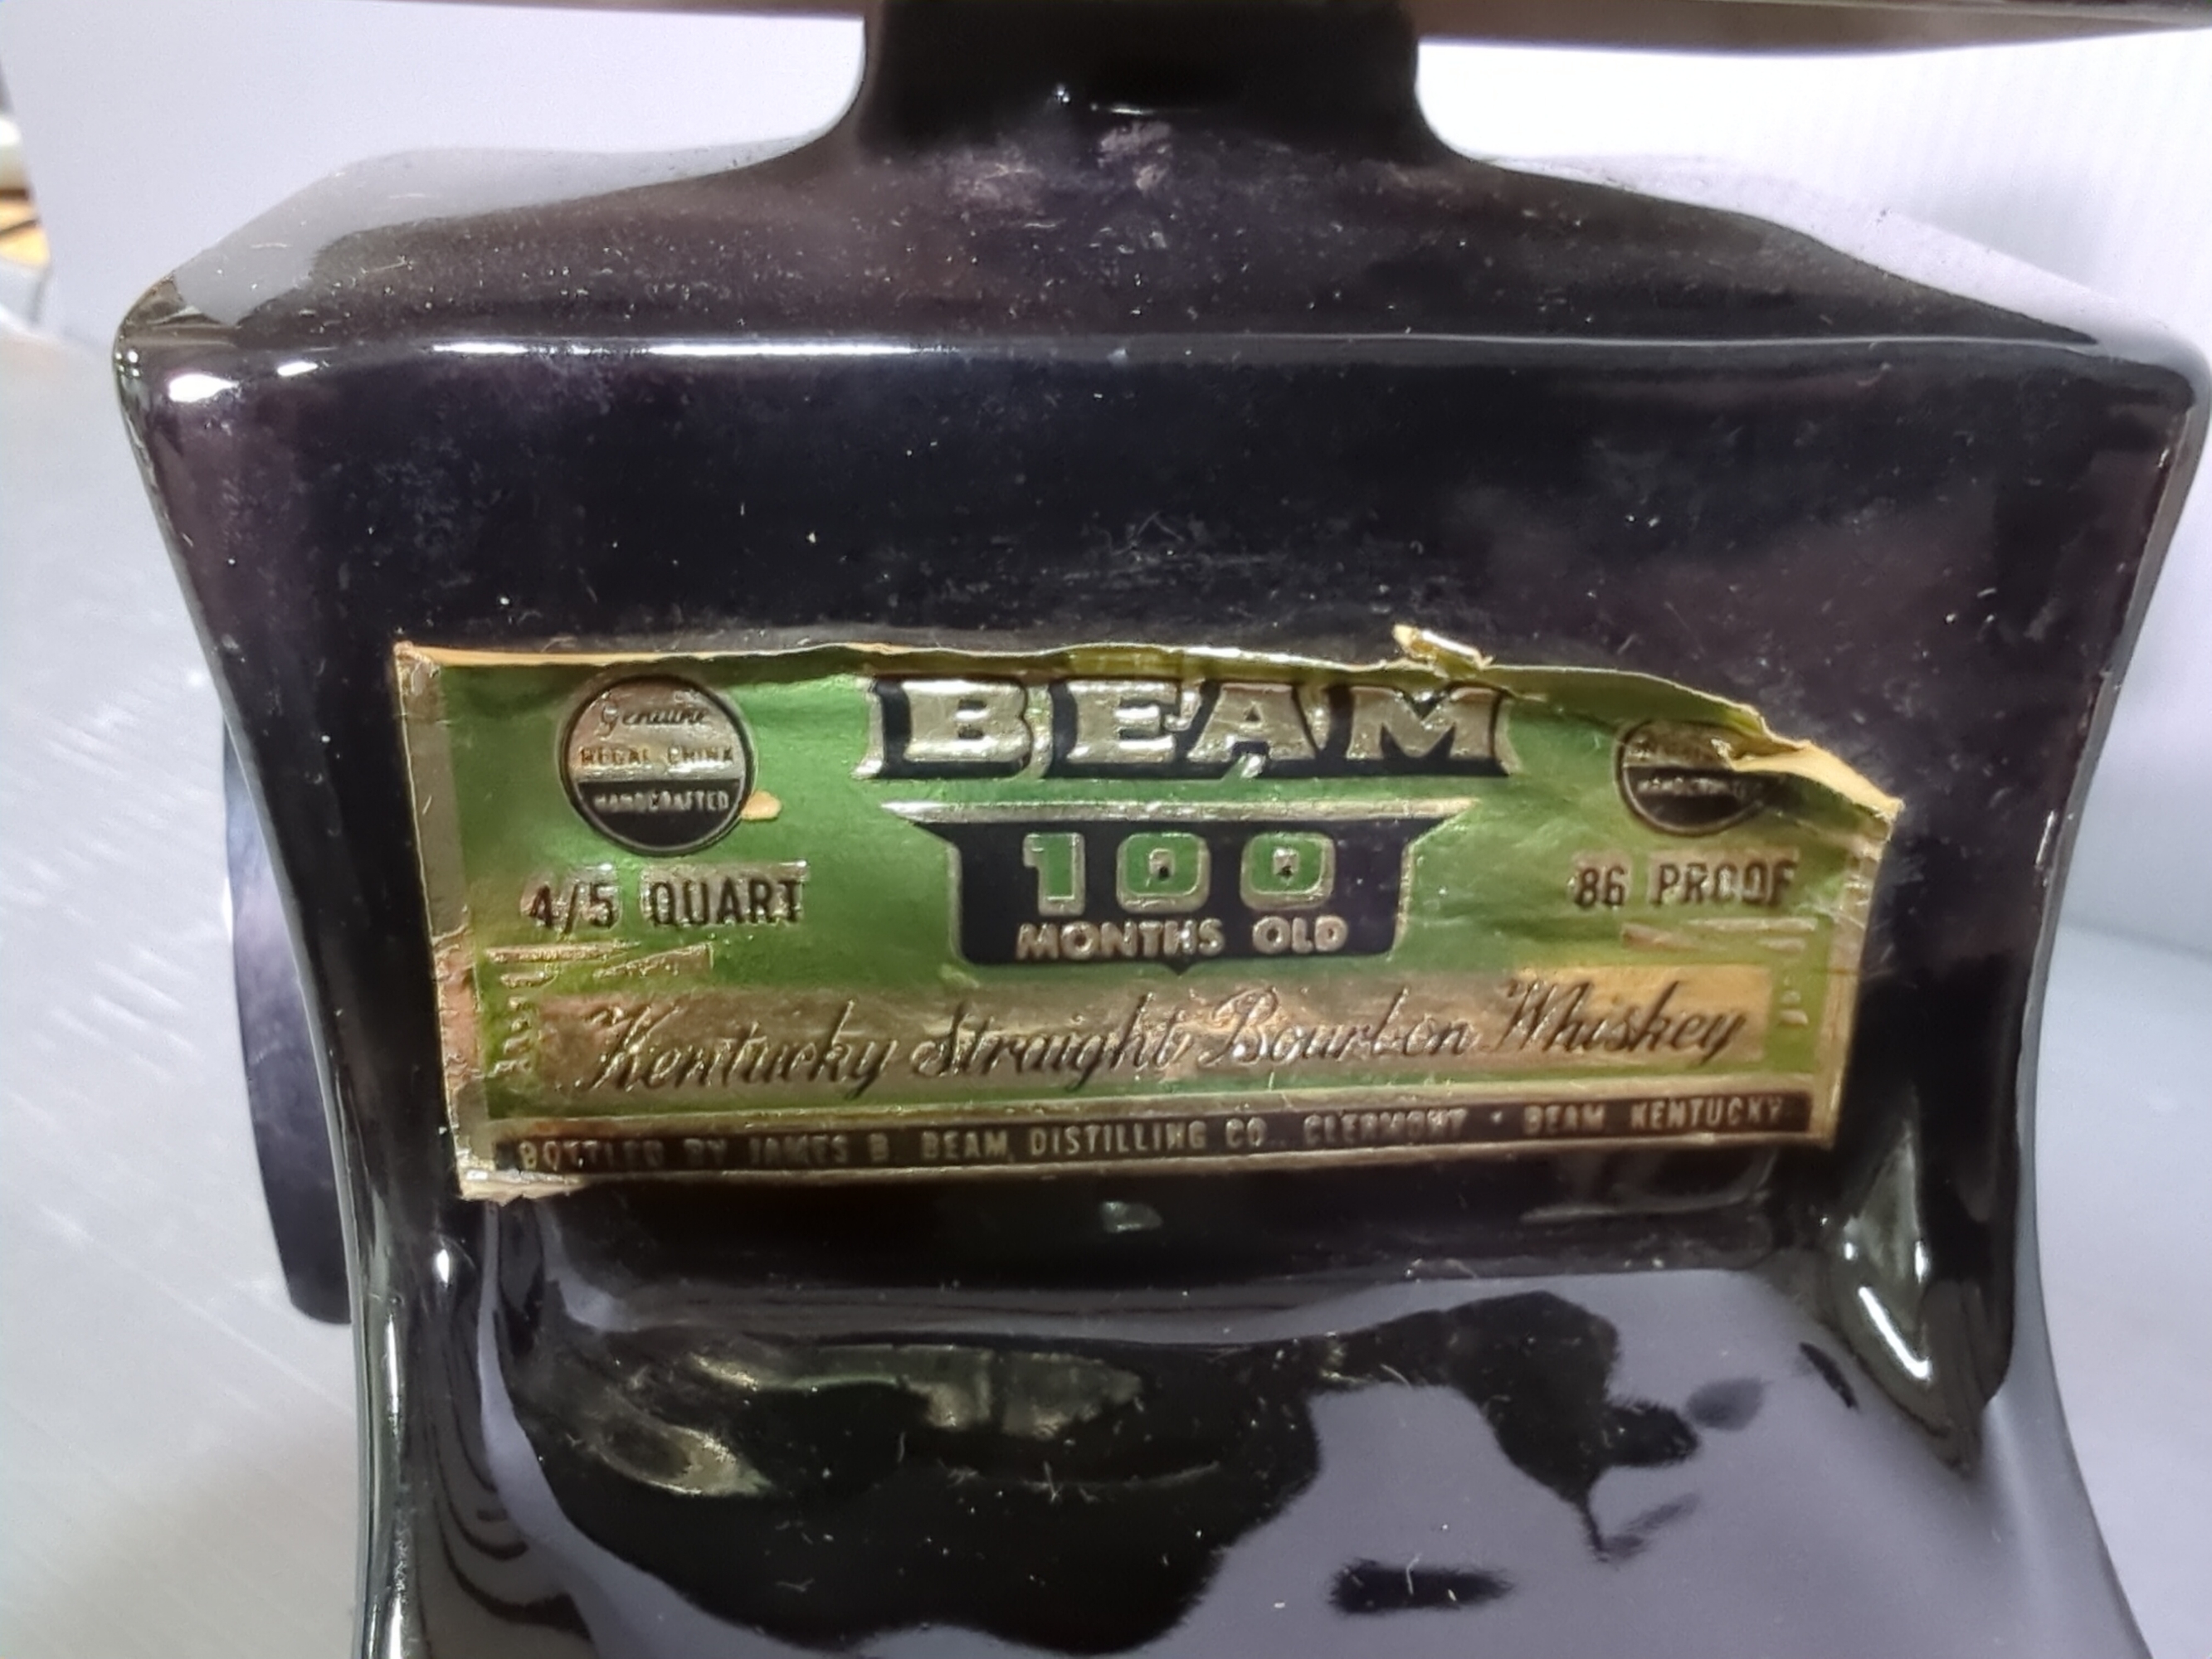 Genuine
REGAL CHINA
HANDCRAFTED
BEAM
HANDCRAFTED
4/5 QUART
100
MONTHS OLD
86 PROOF
Kentucky Straight Bourbon Whiskey
BOTTLED BY JAMES B. BEAM DISTILLING CO., CLERMONT • BEAM, KENTUCKY